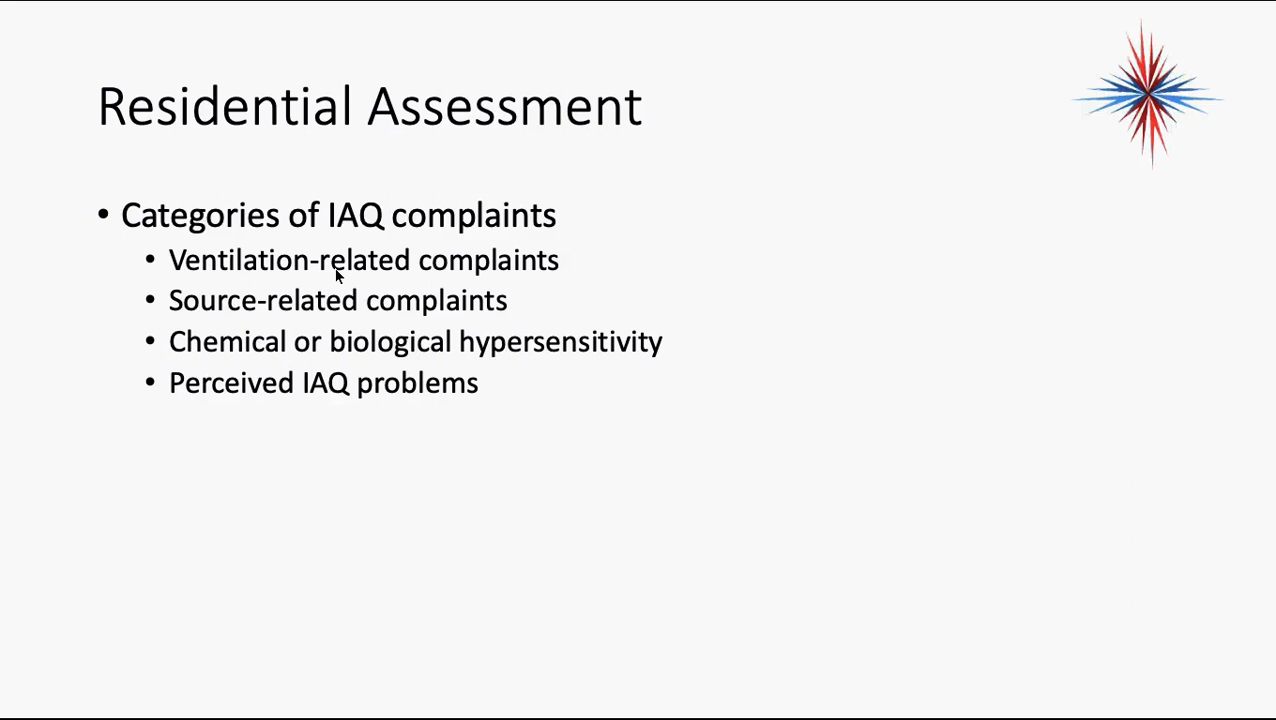 Residential Assessment
• Categories of IAQ complaints
• Ventilation-related complaints
• Source-related complaints
• Chemical or biological hypersensitivity
• Perceived IAQ problems